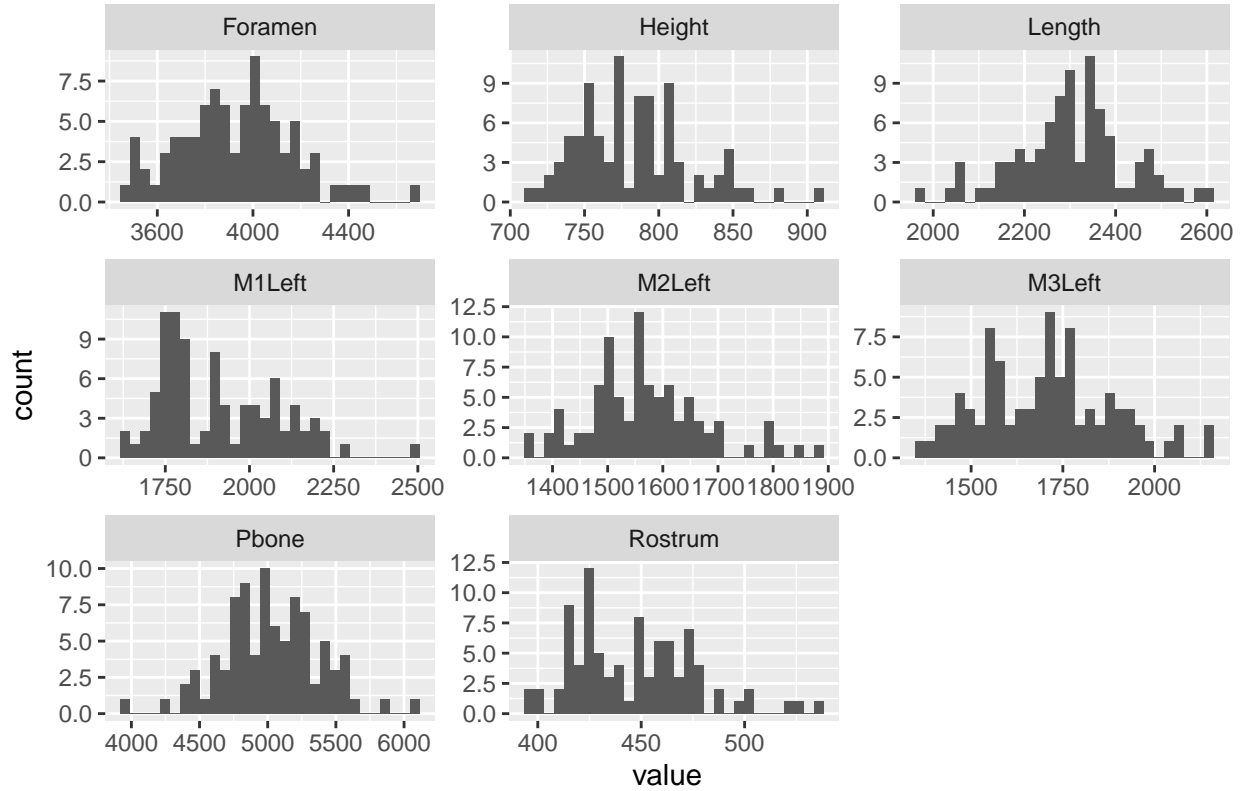 Foramen Height Length
7.5 5.0 2.5 0.0 9 6 3 0 9 6 3 0
3600 4000 4400 700 750 800 850 900 2000 2200 2400 2600
M1Left M2Left M3Left
9 6 3 0 12.5 10.0 7.5 5.0 2.5 0.0 7.5 5.0 2.5 0.0
1750 2000 2250 2500 1400 1500 1600 1700 1800 1900 1500 1750 2000
Pbone Rostrum
10.0 7.5 5.0 2.5 0.0 12.5 10.0 7.5 5.0 2.5 0.0
4000 4500 5000 5500 6000 400 450 500
count
value